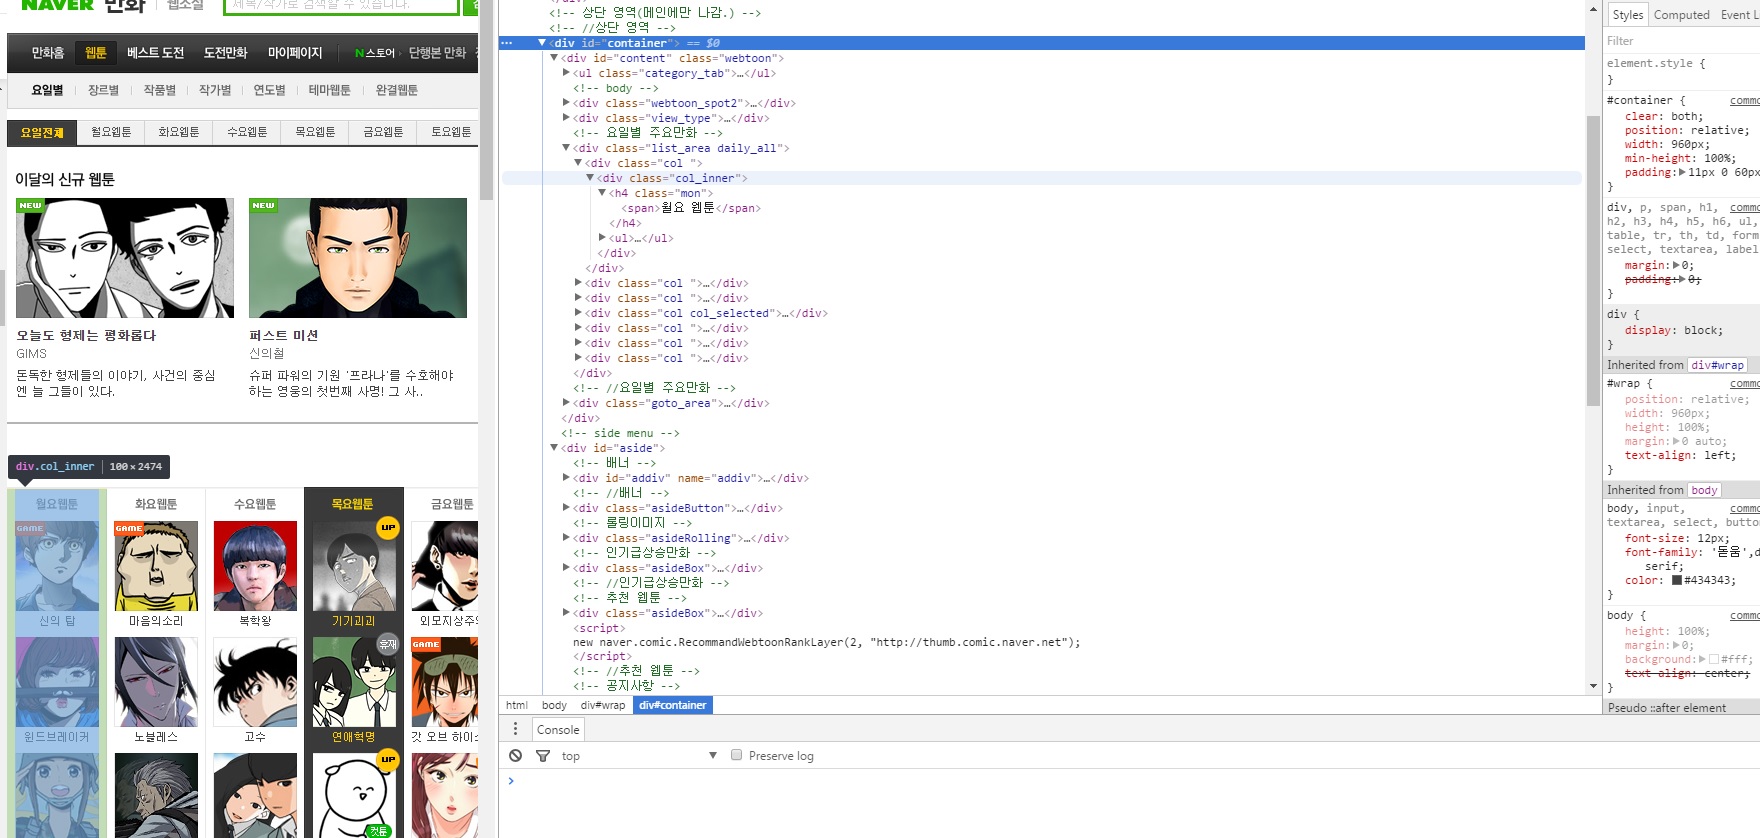 NAVER 만화 웹소설
제목/작가로 검색할 수 있습니다.
만화홈 웹툰 베스트 도전 도전만화 마이페이지 N스토어 › 단행본 만화
요일별 장르별 작품별 작가별 연도별 테마웹툰 완결웹툰
요일전체 월요웹툰 화요웹툰 수요웹툰 목요웹툰 금요웹툰 토요웹툰
이달의 신규 웹툰
NEW NEW
오늘도 형제는 평화롭다
GIMS
돈독한 형제들의 이야기, 사건의 중심
엔 늘 그들이 있다.
퍼스트 미션
신의철
슈퍼 파워의 기원 '프라나'를 수호해야
하는 영웅의 첫번째 사명! 그 사..
div.col_inner | 100 × 2474
월요웹툰 화요웹툰 수요웹툰 목요웹툰 금요웹툰
GAME GAME UP
신의 탑 마음의소리 복학왕 기기괴괴 외모지상주의
휴재 GAME
윈드브레이커 노블레스 고수 연애혁명 갓 오브 하이스
UP
컷툰
<!-- 상단 영역(메인에만 나감.) -->
<!-- //상단 영역 -->
··· ▼<div id="container"> == $0
▼<div id="content" class="webtoon">
▶<ul class="category_tab">…</ul>
<!-- body -->
▶<div class="webtoon_spot2">…</div>
▶<div class="view_type">…</div>
<!-- 요일별 주요만화 -->
▼<div class="list_area daily_all">
▼<div class="col ">
▼<div class="col_inner">
▼<h4 class="mon">
<span>월요 웹툰</span>
</h4>
▶<ul>…</ul>
</div>
</div>
▶<div class="col ">…</div>
▶<div class="col ">…</div>
▶<div class="col col_selected">…</div>
▶<div class="col ">…</div>
▶<div class="col ">…</div>
▶<div class="col ">…</div>
</div>
<!-- //요일별 주요만화 -->
▶<div class="goto_area">…</div>
</div>
<!-- side menu -->
▼<div id="aside">
<!-- 배너 -->
▶<div id="addiv" name="addiv">…</div>
<!-- //배너 -->
▶<div class="asideButton">…</div>
<!-- 롤링이미지 -->
▶<div class="asideRolling">…</div>
<!-- 인기급상승만화 -->
▶<div class="asideBox">…</div>
<!-- //인기급상승만화 -->
<!-- 추천 웹툰 -->
▶<div class="asideBox">…</div>
<script>
new naver.comic.RecommandWebtoonRankLayer(2, "http://thumb.comic.naver.net");
</script>
<!-- //추천 웹툰 -->
<!-- 공지사항 -->
html body div#wrap div#container
Console
top ▼ Preserve log
›
Styles Computed Event L
Filter
element.style {
}
#container { commo
clear: both;
position: relative;
width: 960px;
min-height: 100%;
padding:▶11px 0 60px
}
div, p, span, h1, commo
h2, h3, h4, h5, h6, ul,
table, tr, th, td, form
select, textarea, label
margin:▶0;
padding:▶0;
}
div {
display: block;
}
Inherited from div#wrap
#wrap { commo
position: relative;
width: 960px;
height: 100%;
margin:▶0 auto;
text-align: left;
}
Inherited from body
body, input, commo
textarea, select, butto
font-size: 12px;
font-family: '돋움',d
serif;
color: #434343;
}
body { commo
height: 100%;
margin:▶0;
background:▶#fff;
text-align: center;
}
Pseudo ::after element